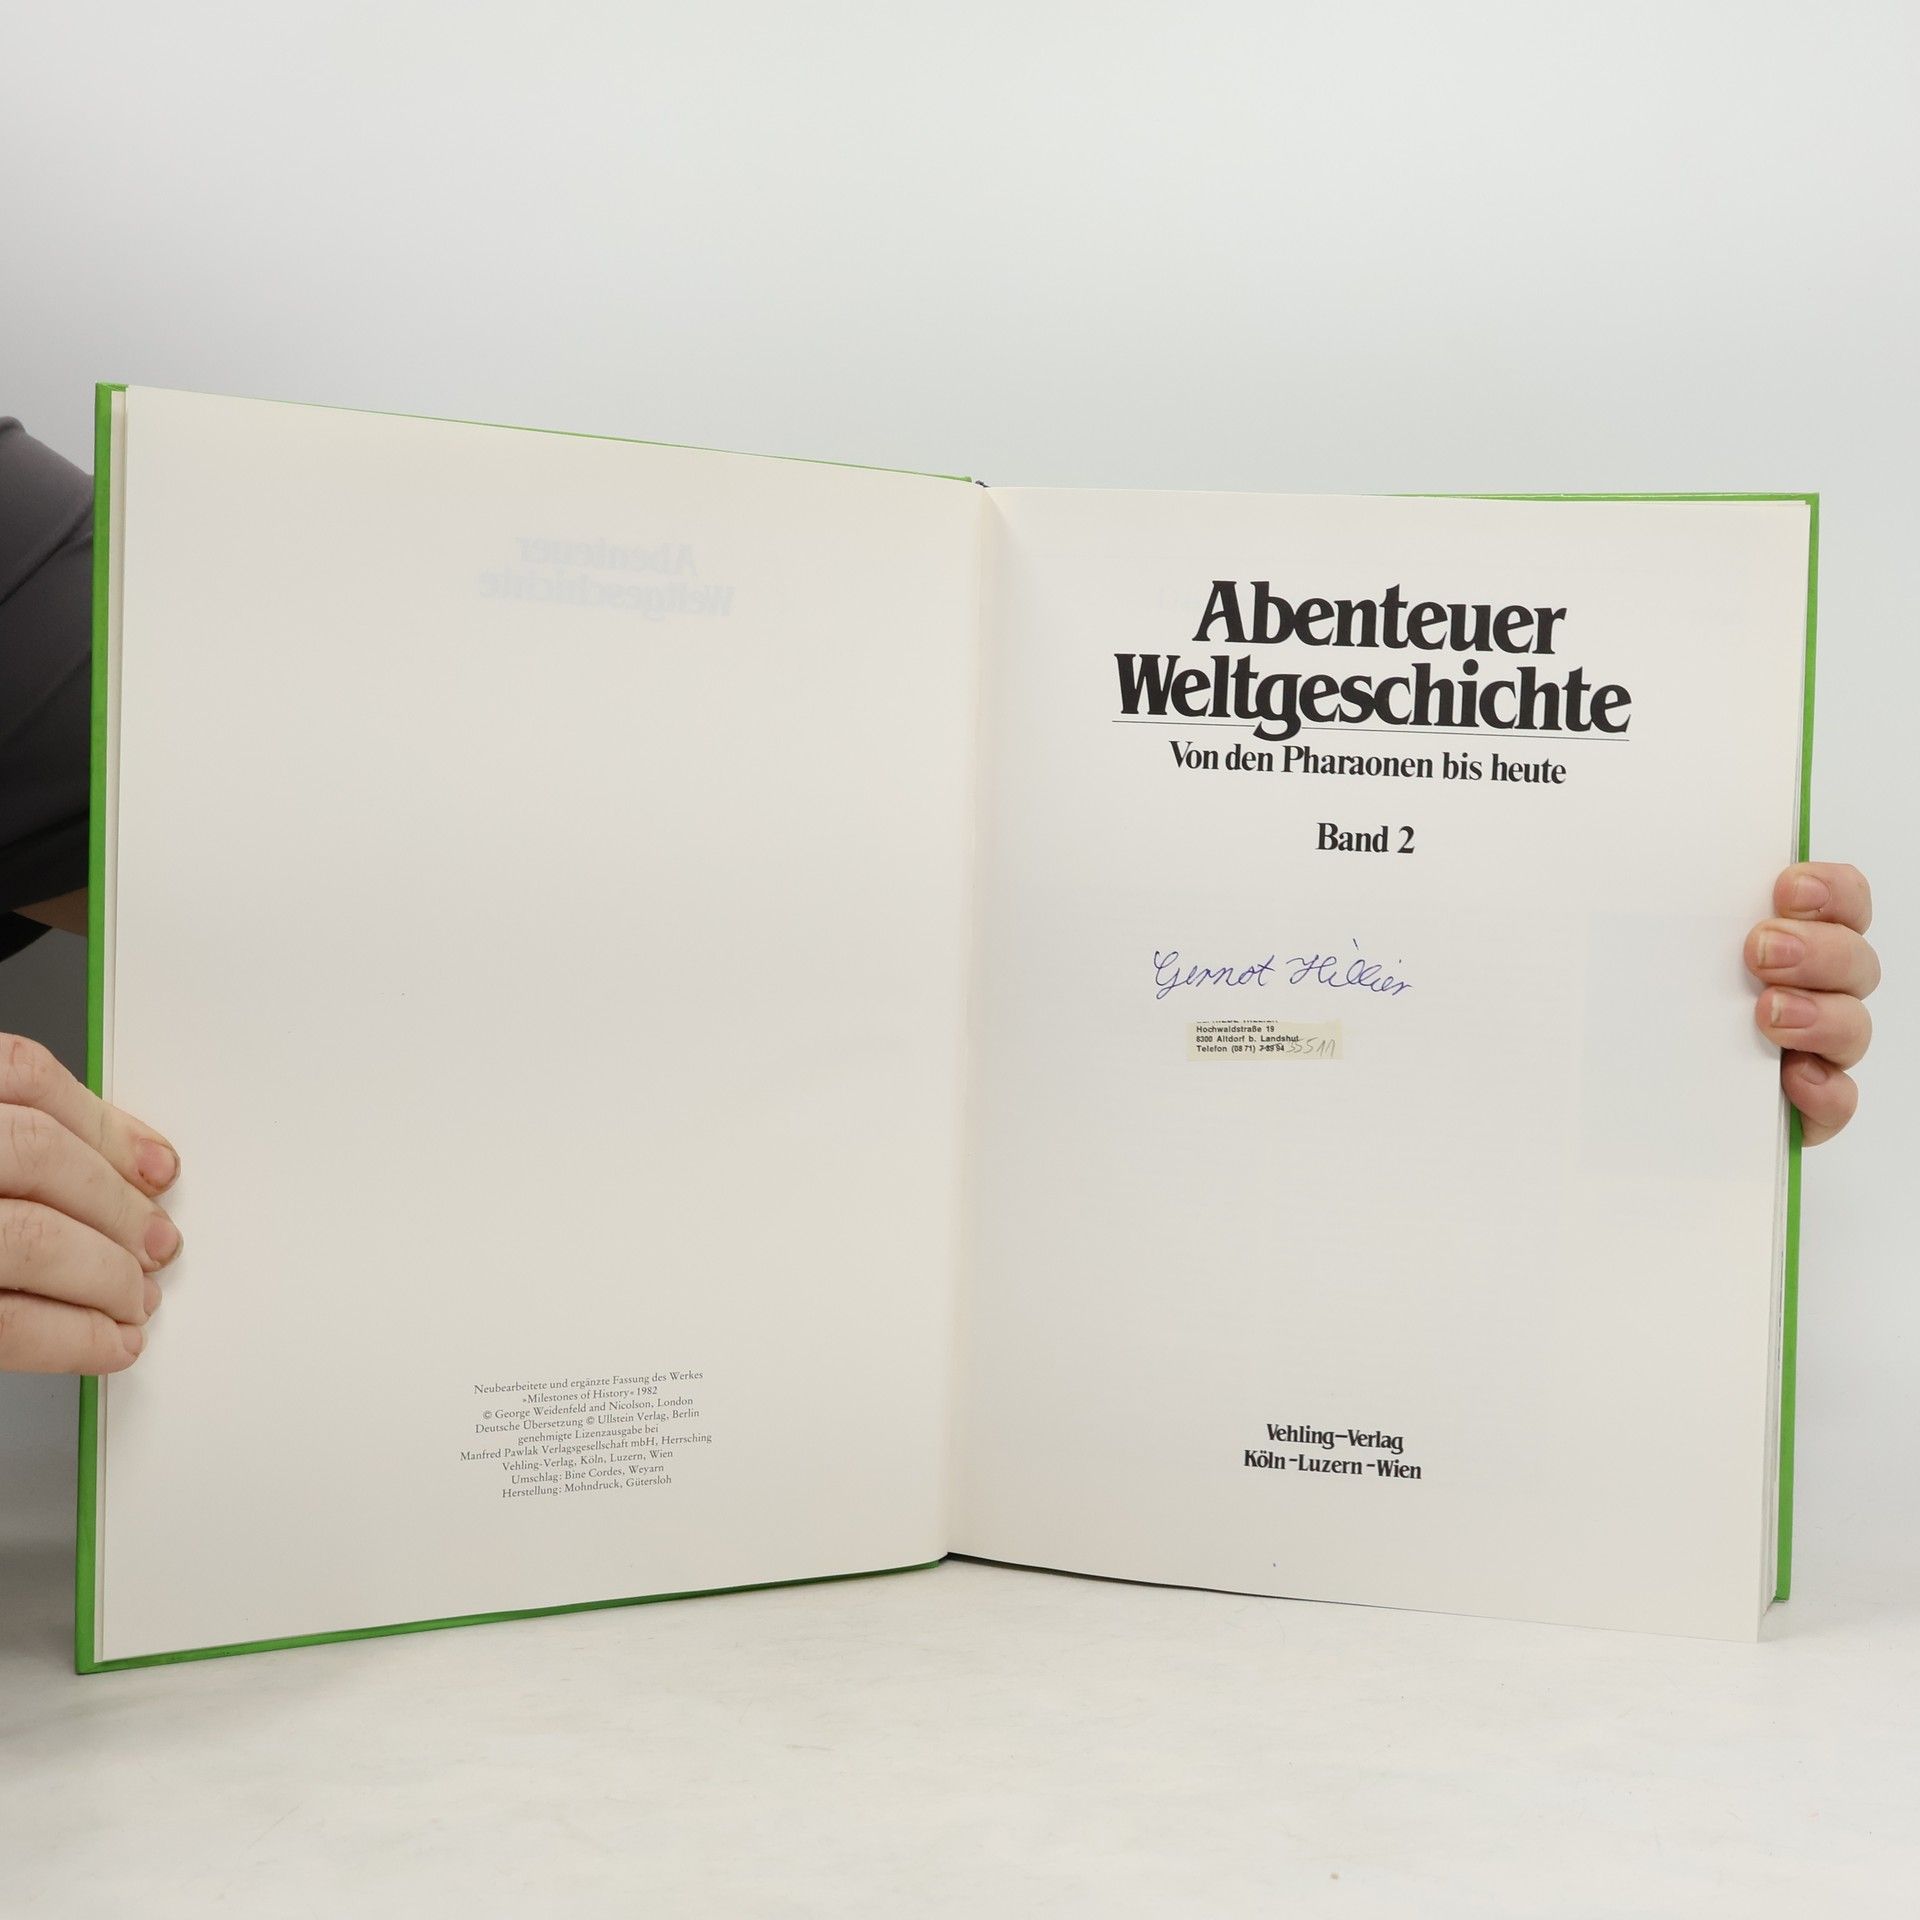 Neubearbeitete und ergänzte Fassung des Werkes
»Milestones of History« 1982
© George Weidenfeld and Nicolson, London
Deutsche Übersetzung © Ullstein Verlag, Berlin
genehmigte Lizenzausgabe bei
Manfred Pawlak Verlagsgesellschaft mbH, Herrsching
Vehling-Verlag, Köln, Luzern, Wien
Umschlag: Bine Cordes, Weyarn
Herstellung: Mohndruck, Gütersloh
Abenteuer
Weltgeschichte
Von den Pharaonen bis heute
Band 2
Gernot Hillier
Hochwaldstraße 19
8300 Altdorf b. Landshut
Telefon (08 71)
Vehling-Verlag
Köln-Luzern-Wien